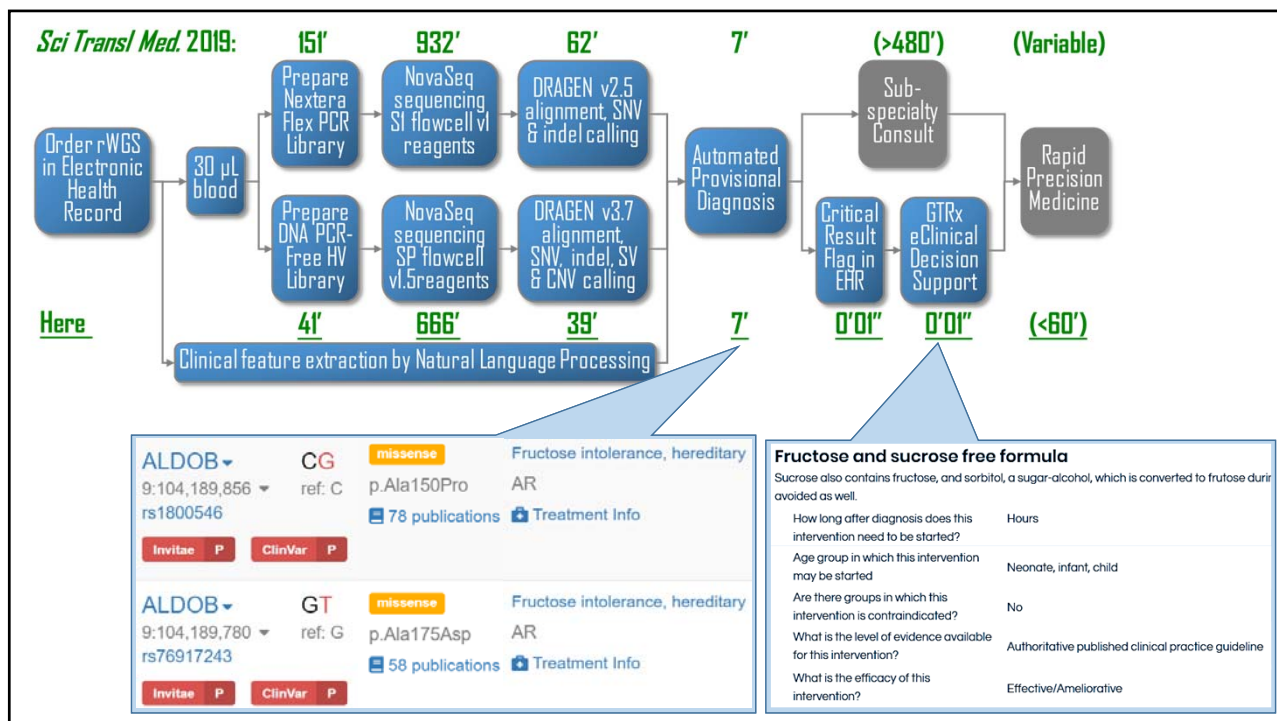 Sci Transl Med. 2019:
151′
932′
62′
7′
(>480′)
(Variable)
Order rWGS
in Electronic
Health
Record
30 µL
blood
Prepare
Nextera
Flex PCR
Library
NovaSeq
sequencing
S1 flowcell v1
reagents
DRAGEN v2.5
alignment, SNV
& indel calling
Prepare
DNA PCR-
Free HV
Library
NovaSeq
sequencing
SP flowcell
v1.5reagents
DRAGEN v3.7
alignment,
SNV, indel, SV
& CNV calling
Automated
Provisional
Diagnosis
Sub-
specialty
Consult
Critical
Result
Flag in
EHR
GTRx
eClinical
Decision
Support
Rapid
Precision
Medicine
Here
41′
666′
39′
7′
0′01″
0′01″
(<60′)
Clinical feature extraction by Natural Language Processing
ALDOB
CG
missense
Fructose intolerance, hereditary
9:104,189,856
ref: C
p.Ala150Pro
AR
rs1800546
78 publications
Treatment Info
Invitae P
ClinVar P
ALDOB
GT
missense
Fructose intolerance, hereditary
9:104,189,780
ref: G
p.Ala175Asp
AR
rs76917243
58 publications
Treatment Info
Invitae P
ClinVar P
Fructose and sucrose free formula
Sucrose also contains fructose, and sorbitol, a sugar-alcohol, which is converted to frutose durin
avoided as well.
How long after diagnosis does this
intervention need to be started?
Hours
Age group in which this intervention
may be started
Neonate, infant, child
Are there groups in which this
intervention is contraindicated?
No
What is the level of evidence available
for this intervention?
Authoritative published clinical practice guideline
What is the efficacy of this
intervention?
Effective/Ameliorative